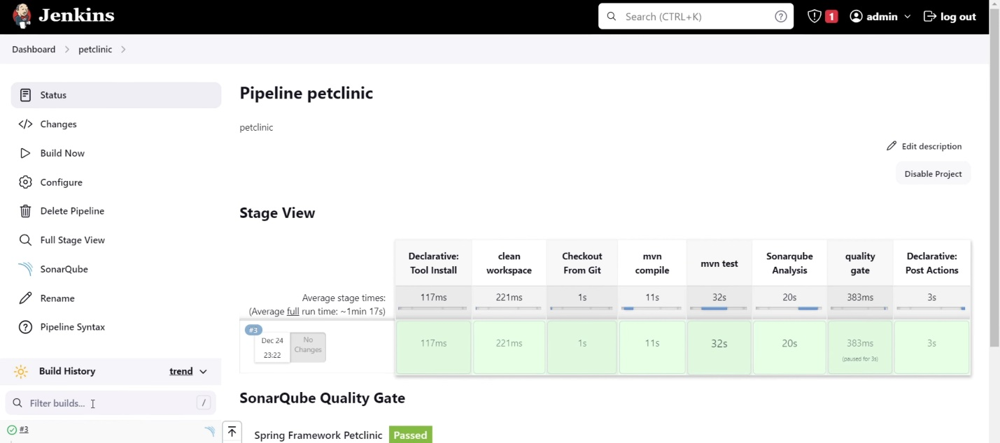 Jenkins
Search (CTRL+K)
?
1
admin
log out
Dashboard
petclinic
Status
Changes
Build Now
Configure
Delete Pipeline
Full Stage View
SonarQube
Rename
Pipeline Syntax
Build History
trend
Filter builds...
/
#3
Pipeline petclinic
petclinic
Edit description
Disable Project
Stage View
Declarative:
Tool Install
clean
workspace
Checkout
From Git
mvn
compile
mvn test
Sonarqube
Analysis
quality
gate
Declarative:
Post Actions
Average stage times:
(Average full run time: ~1min 17s)
117ms
221ms
1s
11s
32s
20s
383ms
3s
#3
Dec 24
23:22
No
Changes
117ms
221ms
1s
11s
32s
20s
383ms
(paused for 3s)
3s
SonarQube Quality Gate
Spring Framework Petclinic
Passed